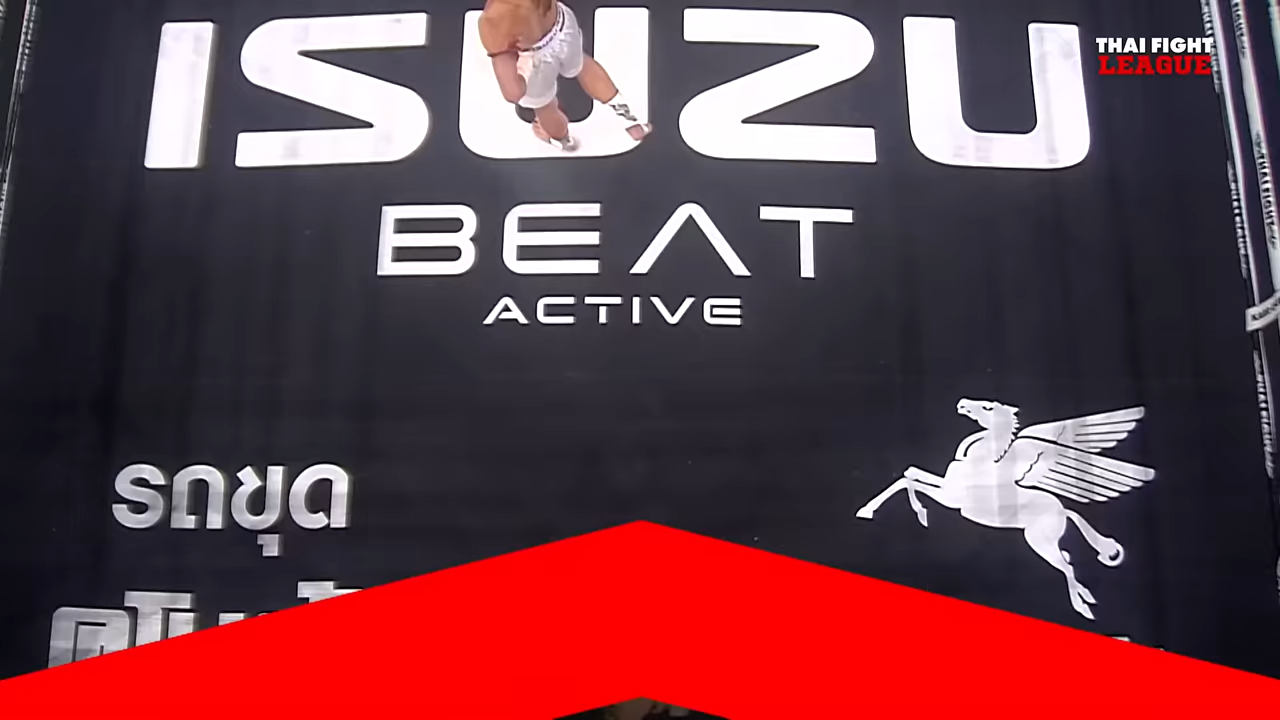 THAI FIGHT
LEAGUE
ISUZU
BEAT
ACTIVE
รถขุด